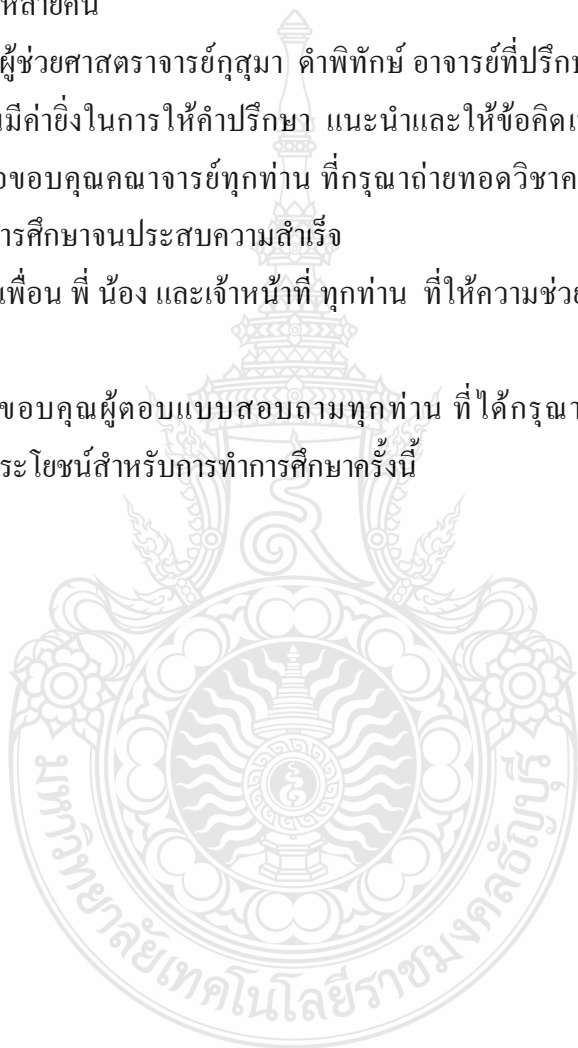 หลายคน
ผู้ช่วยศาสตราจารย์กุสุมา ดำพิทักษ์ อาจารย์ที่ปรึก
มีค่ายิ่งในการให้คำปรึกษา แนะนำและให้ข้อคิดเ
ขอบคุณคณาจารย์ทุกท่าน ที่กรุณาถ่ายทอดวิชาค
การศึกษาจนประสบความสำเร็จ
เพื่อน พี่ น้อง และเจ้าหน้าที่ ทุกท่าน ที่ให้ความช่วย
ขอบคุณผู้ตอบแบบสอบถามทุกท่าน ที่ได้กรุณา
ระโยชน์สำหรับการทำการศึกษาครั้งนี้
มหาวิทยาลัยเทคโนโลยีราชมงคลธัญบุรี